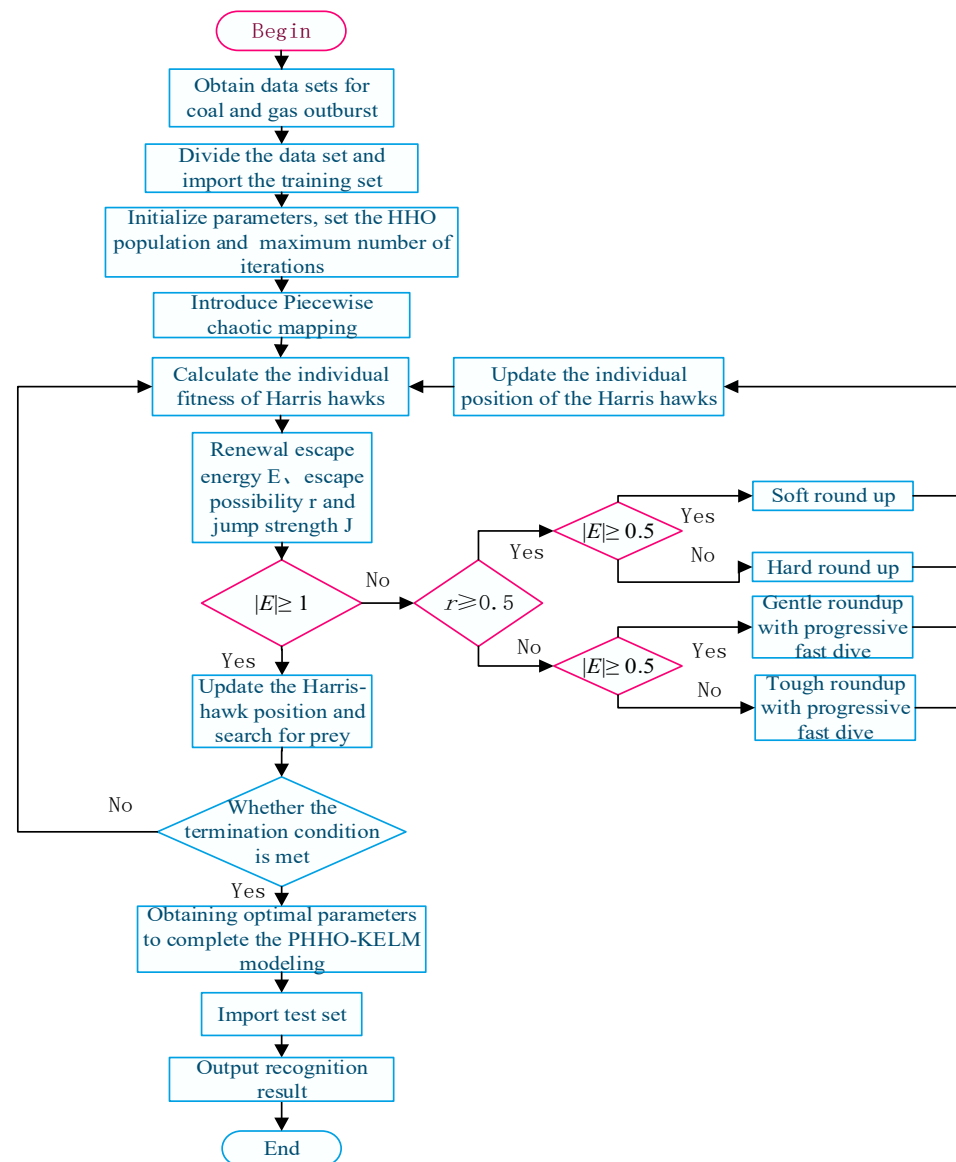 Begin
Obtain data sets for
coal and gas outburst
Divide the data set and
import the training set
Initialize parameters, set the HHO
population and maximum number of
iterations
Introduce Piecewise
chaotic mapping
Calculate the individual
fitness of Harris hawks
Update the individual
position of the Harris hawks
Renewal escape
energy E、escape
possibility r and
jump strength J
|E|≥ 1
No
r≥0.5
Yes
|E|≥ 0.5
Yes
Soft round up
No
Hard round up
No
|E|≥ 0.5
Yes
Gentle roundup
with progressive
fast dive
No
Tough roundup
with progressive
fast dive
Yes
Update the Harris-
hawk position and
search for prey
No
Whether the
termination condition
is met
Yes
Obtaining optimal parameters
to complete the PHHO-KELM
modeling
Import test set
Output recognition
result
End